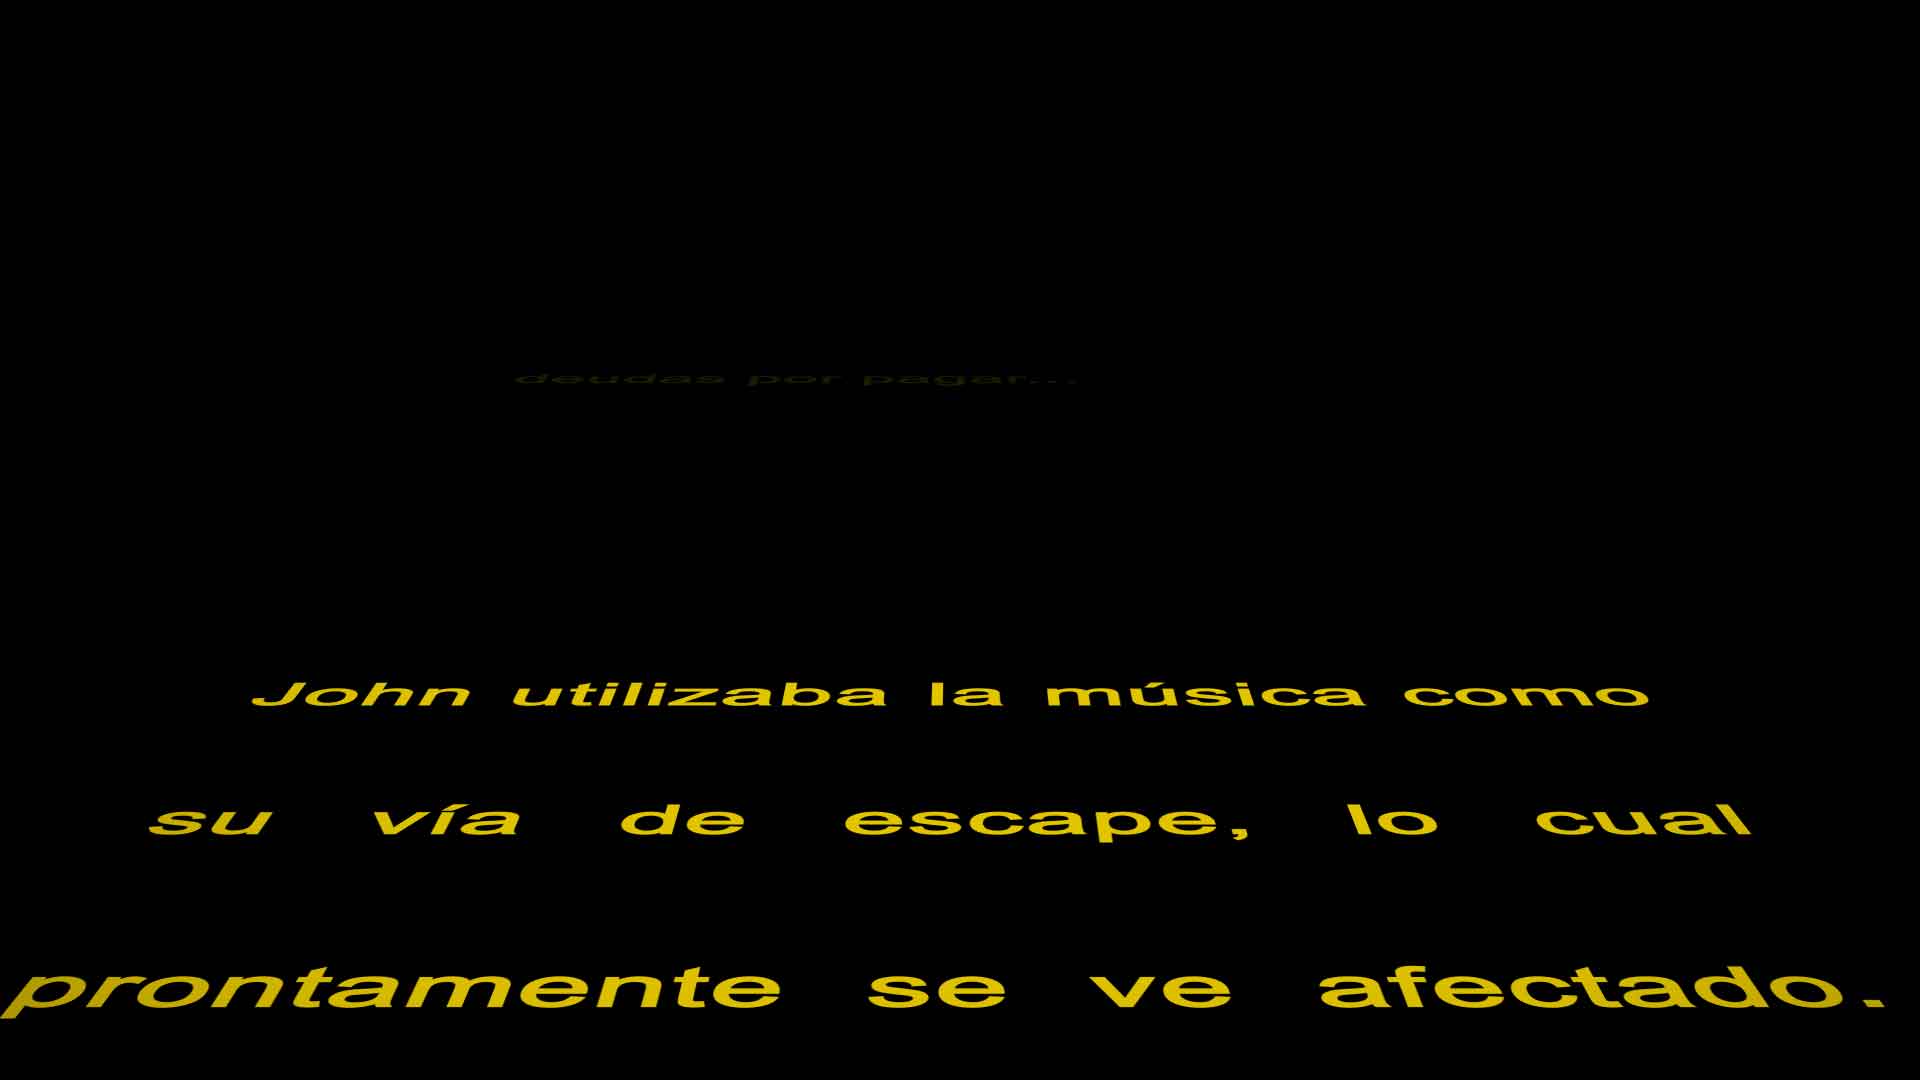 deudas por pagar...
John utilizaba la música como
su vía de escape, lo cual
prontamente se ve afectado.